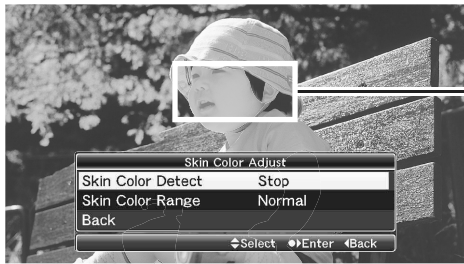 Skin Color Adjust
Skin Color Detect Stop
Skin Color Range Normal
Back
Select Enter Back